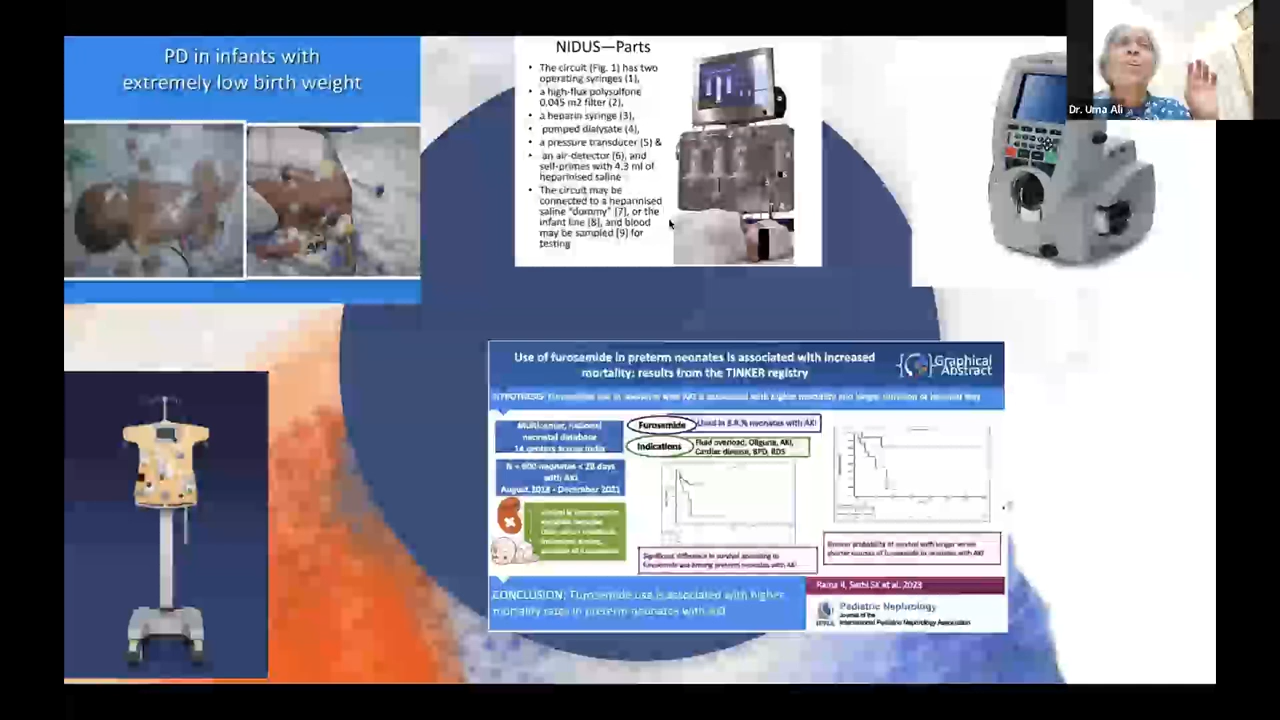 PD in infants with
extremely low birth weight
NIDUS—Parts
• The circuit (Fig. 1) has two
operating syringes (1),
• a high-flux polysulfone
0.045 m2 filter (2),
• a heparin syringe (3),
• pumped dialysate (4),
• a pressure transducer (5) &
• an air-detector (6), and
self-primes with 4.3 ml of
heparinised saline
• The circuit may be
connected to a heparinised
saline "dummy" (7), or the
infant line (8), and blood
may be sampled (9) for
testing
Dr. Uma Ali
Use of furosemide in preterm neonates is associated with increased
mortality: results from the TINKER registry
Graphical
Abstract
HYPOTHESIS: Furosemide use in neonates with AKI is associated with higher mortality and longer duration of hospital stay
Multicenter, national
neonatal database
14 centers across India
N = 600 neonates < 28 days
with AKI
August 2018 - December 2021
Furosemide
Used in neonates with AKI
Indications
Fluid overload, Oliguria, AKI,
Cardiac disease, BPD, RDS
Significant difference in survival according to
furosemide use among preterm neonates with AKI
probability of survival with longer versus
shorter courses of furosemide in neonates with AKI
CONCLUSION: Furosemide use is associated with higher
mortality rates in preterm neonates with AKI
Sethi SK et al. 2023
IPNA
Pediatric Nephrology
Journal of the
International Pediatric Nephrology Association